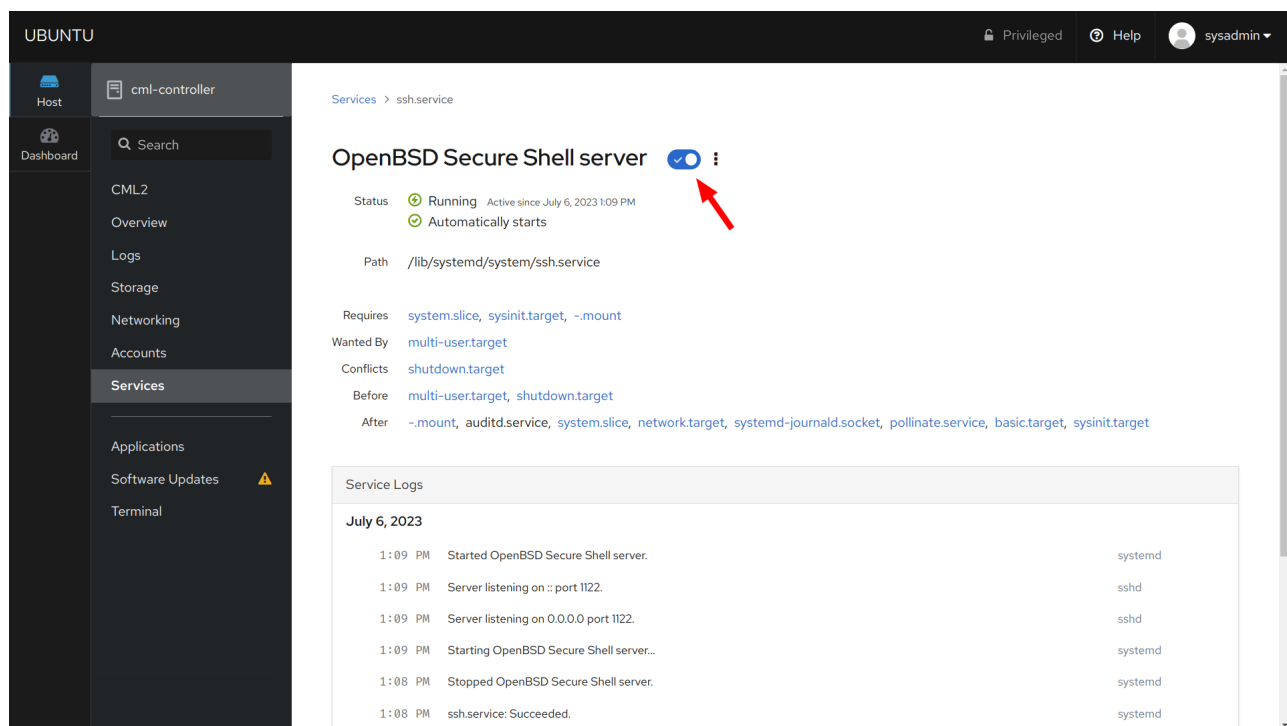 UBUNTU
Privileged
Help
sysadmin
Host
Dashboard
cml-controller
Search
CML2
Overview
Logs
Storage
Networking
Accounts
Services
Applications
Software Updates
Terminal
Services > ssh.service
OpenBSD Secure Shell server
Status Running Active since July 6, 2023 1:09 PM
Automatically starts
Path /lib/systemd/system/ssh.service
Requires system.slice, sysinit.target, -.mount
Wanted By multi-user.target
Conflicts shutdown.target
Before multi-user.target, shutdown.target
After -.mount, auditd.service, system.slice, network.target, systemd-journald.socket, pollinate.service, basic.target, sysinit.target
Service Logs
July 6, 2023
1:09 PM Started OpenBSD Secure Shell server. systemd
1:09 PM Server listening on :: port 1122. sshd
1:09 PM Server listening on 0.0.0.0 port 1122. sshd
1:09 PM Starting OpenBSD Secure Shell server... systemd
1:08 PM Stopped OpenBSD Secure Shell server. systemd
1:08 PM ssh.service: Succeeded. systemd